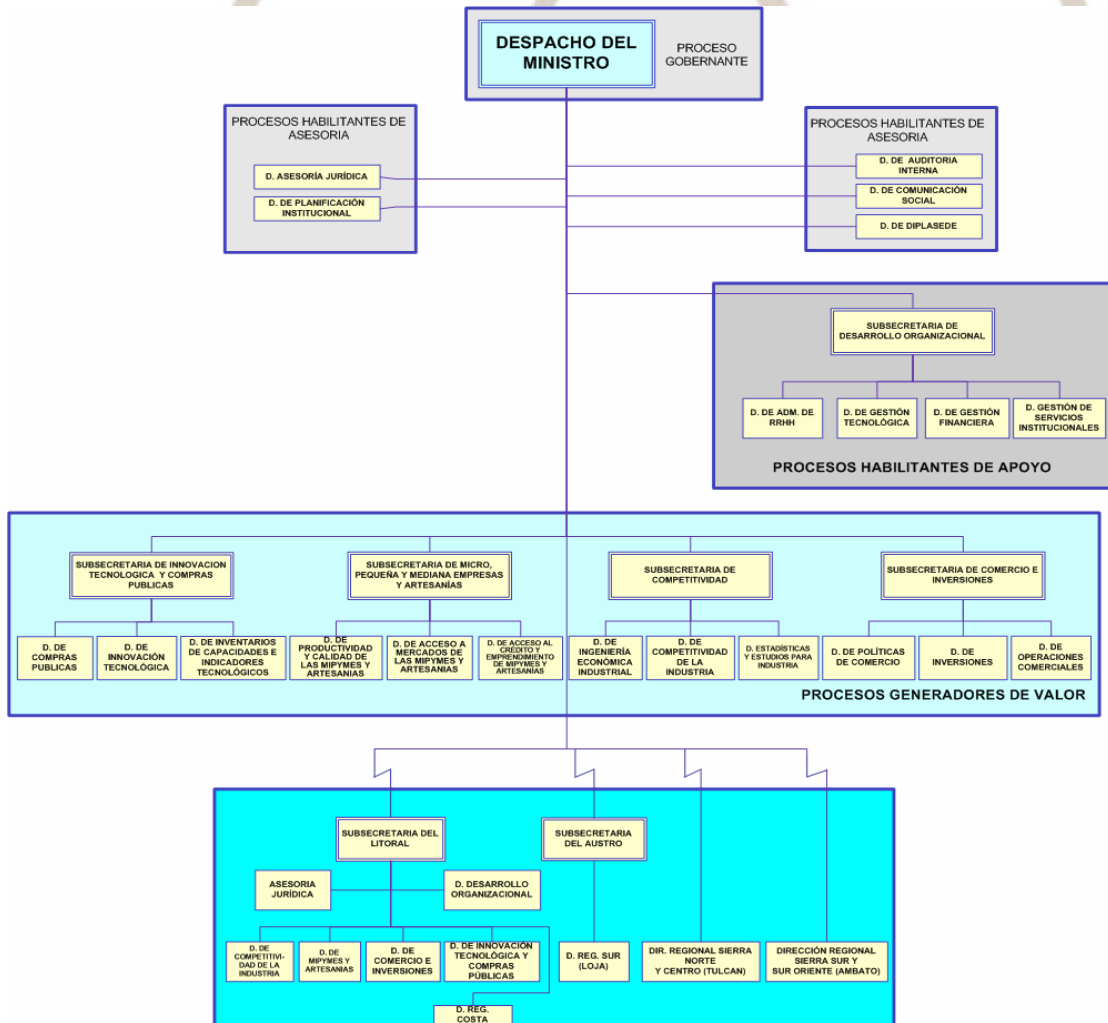 DESPACHO DEL
MINISTRO
PROCESO
GOBERNANTE
PROCESOS HABILITANTES DE
ASESORIA
D. ASESORÍA JURÍDICA
D. DE PLANIFICACIÓN
INSTITUCIONAL
PROCESOS HABILITANTES DE
ASESORIA
D. DE AUDITORIA
INTERNA
D. DE COMUNICACIÓN
SOCIAL
D. DE DIPLASEDE
SUBSECRETARIA DE
DESARROLLO ORGANIZACIONAL
D. DE ADM. DE
RRHH
D. DE GESTIÓN
TECNOLÓGICA
D. DE GESTIÓN
FINANCIERA
D. GESTIÓN DE
SERVICIOS
INSTITUCIONALES
PROCESOS HABILITANTES DE APOYO
SUBSECRETARIA DE INNOVACION
TECNOLOGICA Y COMPRAS
PUBLICAS
SUBSECRETARIA DE MICRO,
PEQUEÑA Y MEDIANA EMPRESAS
Y ARTESANÍAS
SUBSECRETARIA DE
COMPETITIVIDAD
SUBSECRETARIA DE COMERCIO E
INVERSIONES
D. DE
COMPRAS
PUBLICAS
D. DE
INNOVACIÓN
TECNOLÓGICA
D. DE INVENTARIOS
DE CAPACIDADES E
INDICADORES
TECNOLÓGICOS
D. DE
PRODUCTIVIDAD
Y CALIDAD DE
LAS MIPYMES Y
ARTESANIAS
D. DE ACCESO A
MERCADOS DE
LAS MIPYMES Y
ARTESANIAS
D. DE ACCESO AL
CRÉDITO Y
EMPRENDIMIENTO
DE MIPYMES Y
ARTESANÍAS
D. DE
INGENIERÍA
ECONÓMICA
INDUSTRIAL
D. DE
COMPETITIVIDAD
DE LA
INDUSTRIA
D. ESTADÍSTICAS
Y ESTUDIOS PARA
INDUSTRIA
D. DE POLÍTICAS
DE COMERCIO
D. DE
INVERSIONES
D. DE
OPERACIONES
COMERCIALES
PROCESOS GENERADORES DE VALOR
SUBSECRETARIA DEL
LITORAL
SUBSECRETARIA
DEL AUSTRO
ASESORIA
JURÍDICA
D. DESARROLLO
ORGANIZACIONAL
D. DE
COMPETITIVI-
DAD DE LA
INDUSTRIA
D. DE
MIPYMES Y
ARTESANIAS
D. DE
COMERCIO E
INVERSIONES
D. DE INNOVACIÓN
TECNOLÓGICA Y
COMPRAS
PÚBLICAS
D. REG. SUR
(LOJA)
DIR. REGIONAL SIERRA
NORTE
Y CENTRO (TULCAN)
DIRECCIÓN REGIONAL
SIERRA SUR Y
SUR ORIENTE (AMBATO)
D. REG.
COSTA